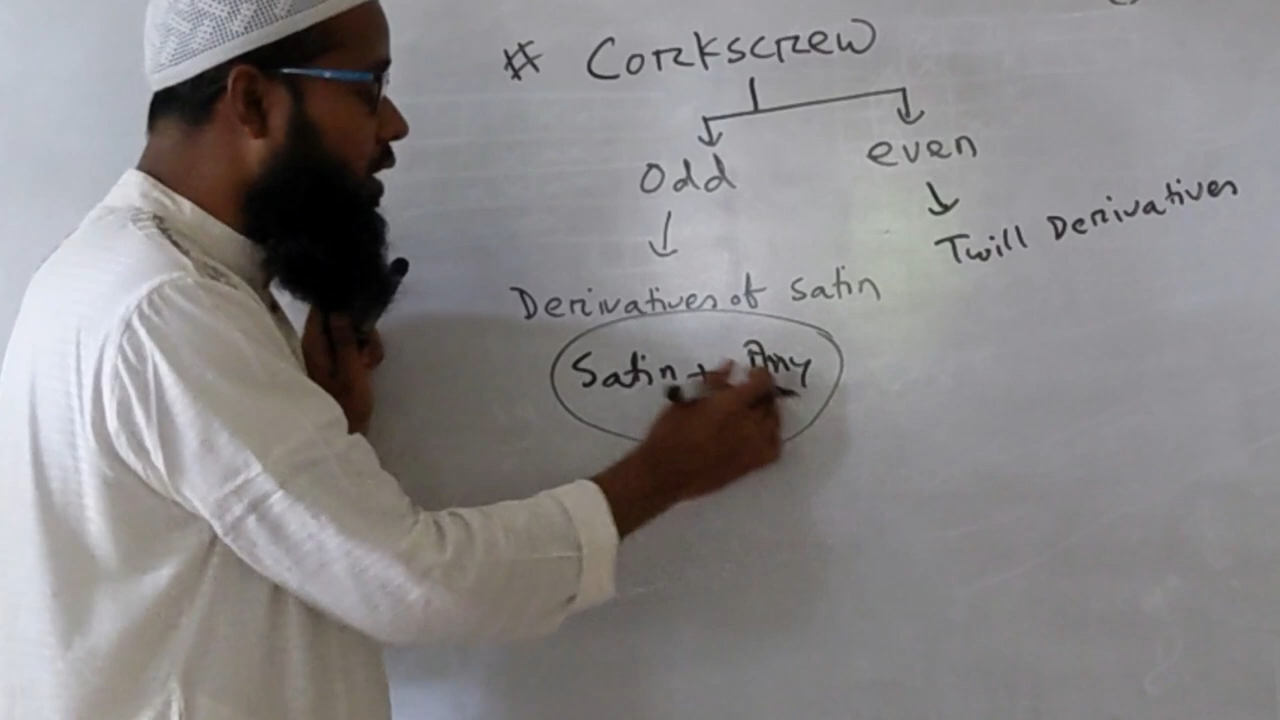 # Corkscrew
Odd
even
Twill Derivatives
Derivatives of satin
Satin + Any